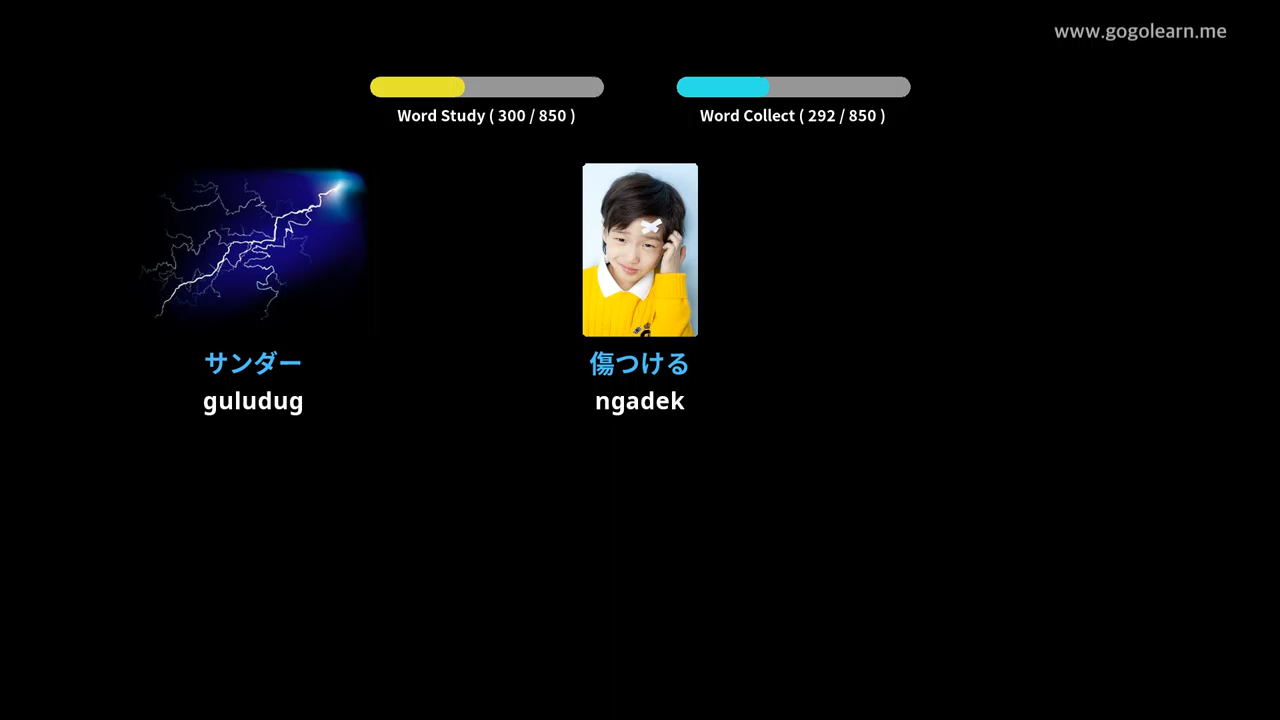 www.gogolearn.me
Word Study ( 300 / 850 )
Word Collect ( 292 / 850 )
サンダー
guludug
傷つける
ngadek